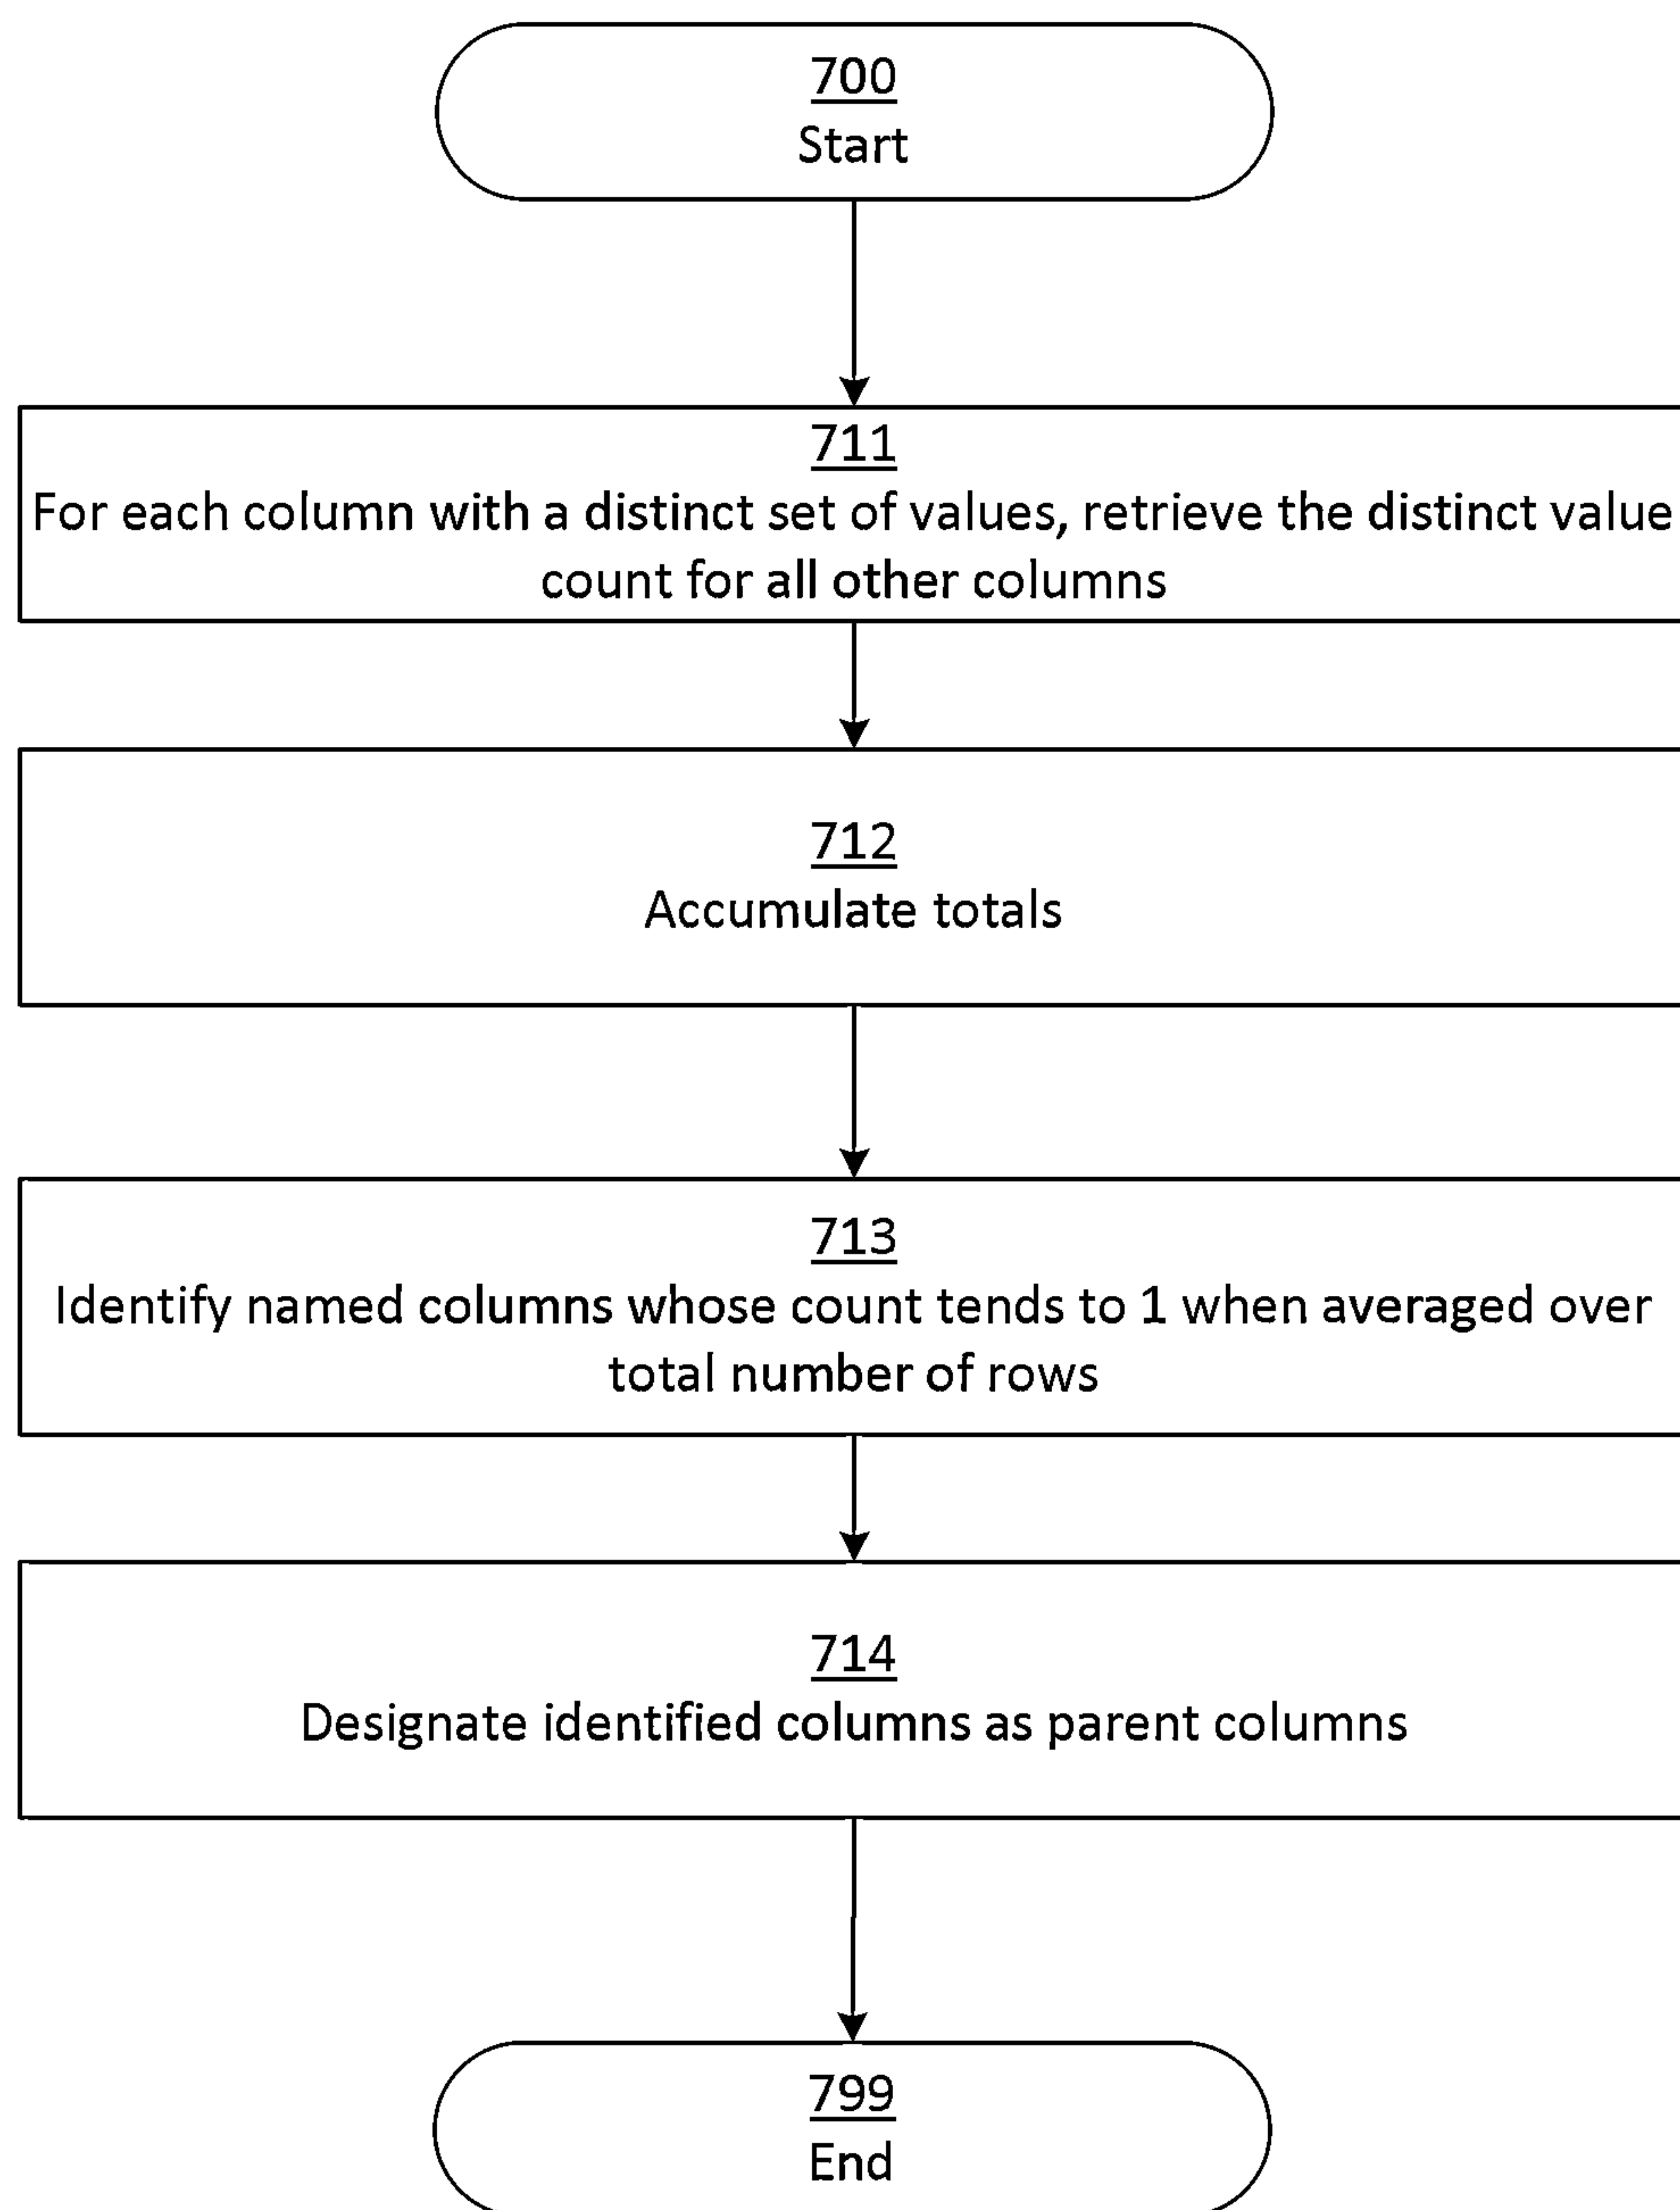 700
Start
711
For each column with a distinct set of values, retrieve the distinct value
count for all other columns
712
Accumulate totals
713
Identify named columns whose count tends to 1 when averaged over
total number of rows
714
Designate identified columns as parent columns
799
End